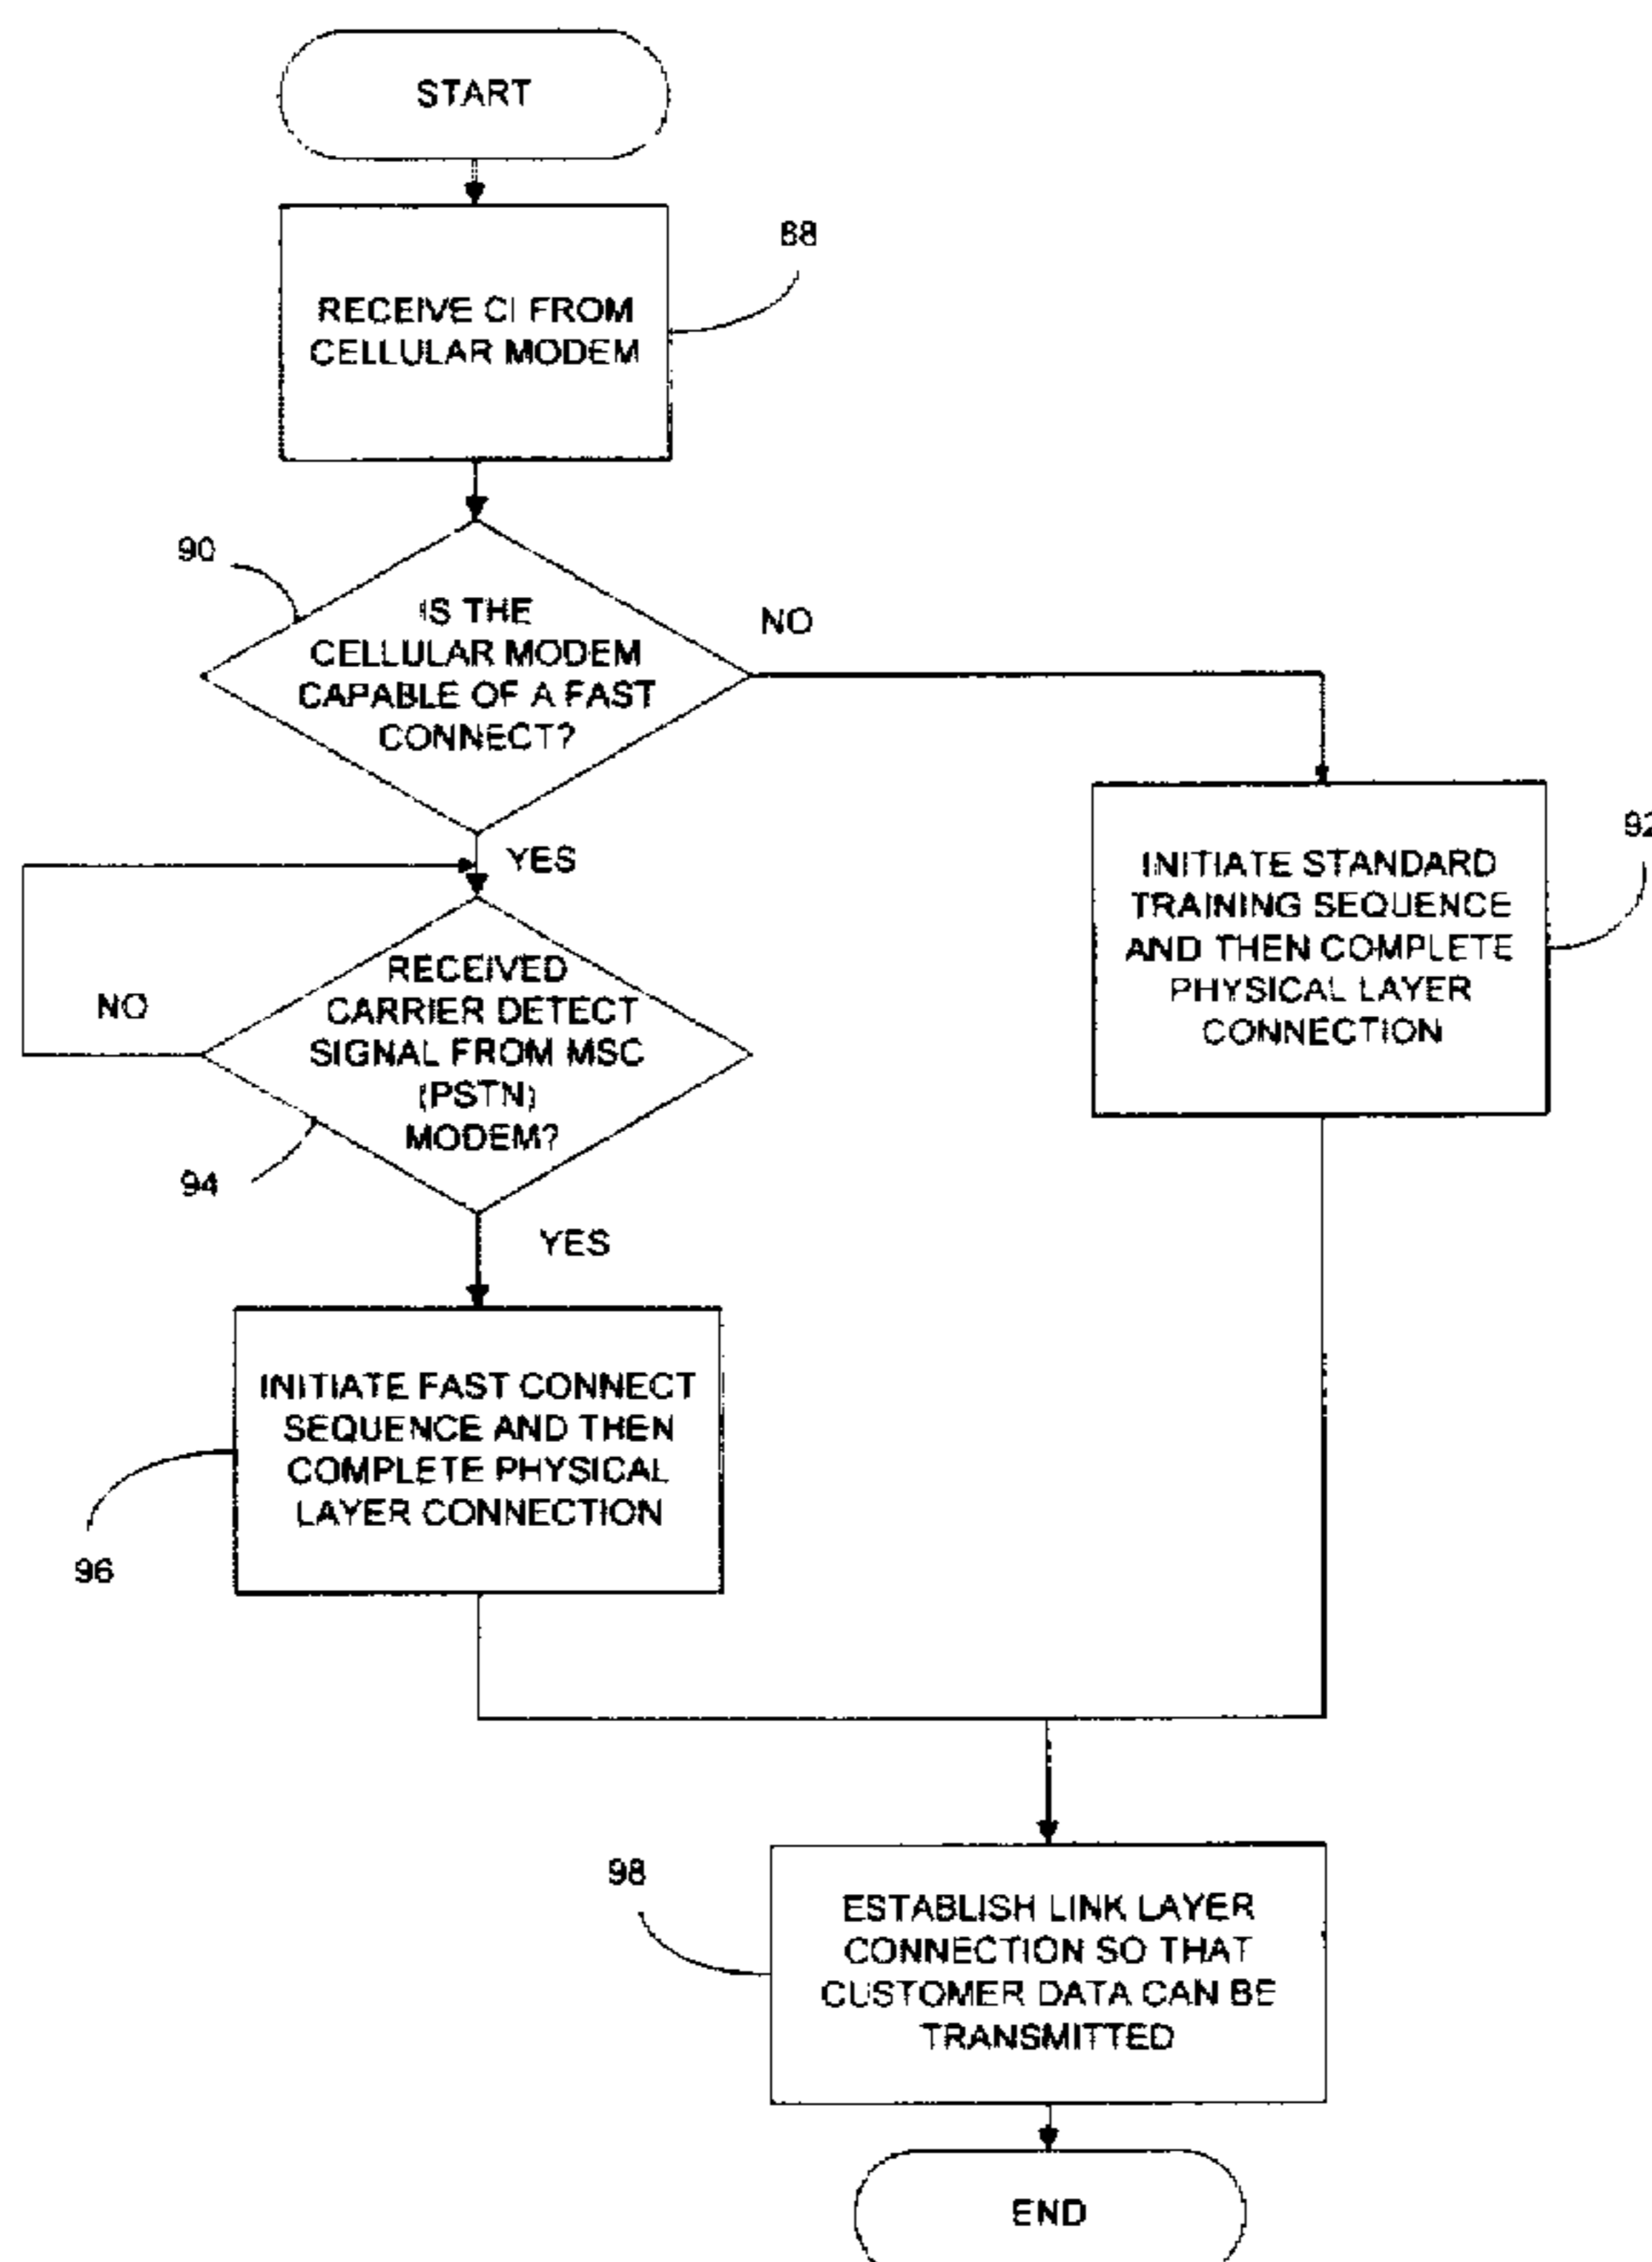 START
88
RECEIVE CI FROM
CELLULAR MODEM
90
IS THE
CELLULAR MODEM
CAPABLE OF A FAST
CONNECT?
NO
YES
92
INITIATE STANDARD
TRAINING SEQUENCE
AND THEN COMPLETE
PHYSICAL LAYER
CONNECTION
RECEIVED
CARRIER DETECT
SIGNAL FROM MSC
(PSTN)
MODEM?
NO
94
YES
INITIATE FAST CONNECT
SEQUENCE AND THEN
COMPLETE PHYSICAL
LAYER CONNECTION
96
98
ESTABLISH LINK LAYER
CONNECTION SO THAT
CUSTOMER DATA CAN BE
TRANSMITTED
END